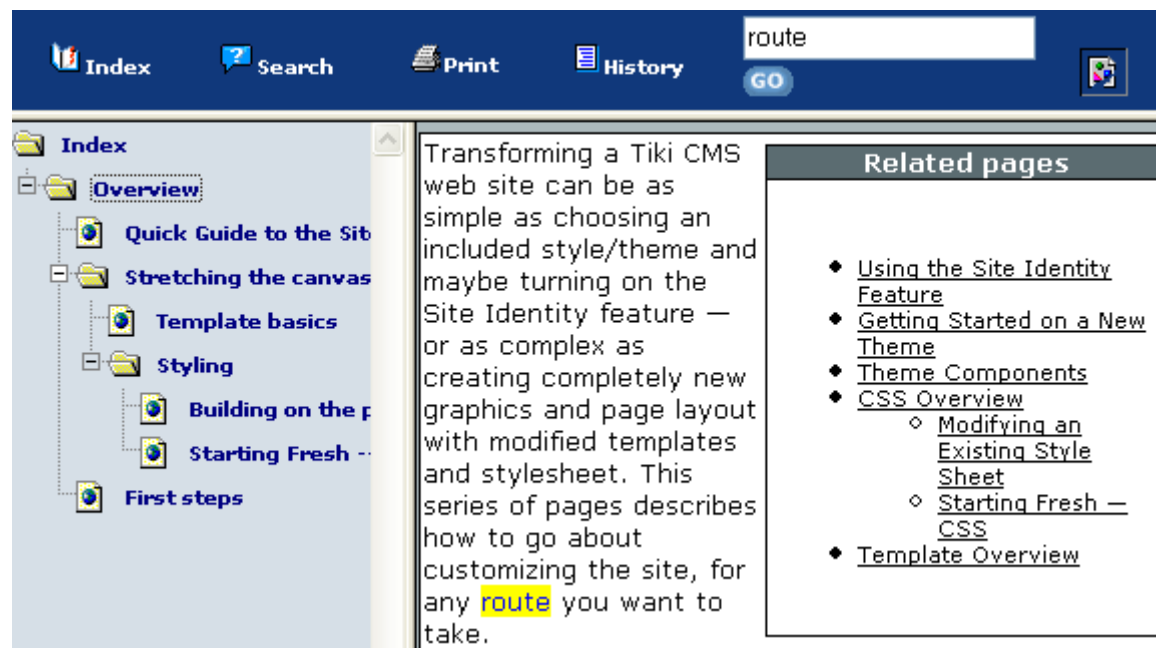 Index
Search
Print
History
route
GO
Index
Overview
Quick Guide to the Sit
Stretching the canvas
Template basics
Styling
Building on the p
Starting Fresh --
First steps
Transforming a Tiki CMS
web site can be as
simple as choosing an
included style/theme and
maybe turning on the
Site Identity feature —
or as complex as
creating completely new
graphics and page layout
with modified templates
and stylesheet. This
series of pages describes
how to go about
customizing the site, for
any route you want to
take.
Related pages
Using the Site Identity
Feature
Getting Started on a New
Theme
Theme Components
CSS Overview
Modifying an
Existing Style
Sheet
Starting Fresh —
CSS
Template Overview